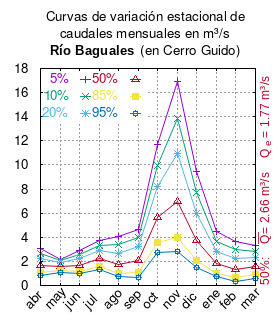 Curvas de variación estacional de
caudales mensuales en m³/s
Río Baguales (en Cerro Guido)
18
16
14
12
10
8
6
4
2
0
5%
50%
10%
85%
20%
95%
abr
may
jun
jul
ago
sep
oct
nov
dic
ene
feb
mar
50%: Q= 2.66 m³/s Q e = 1.77 m³/s